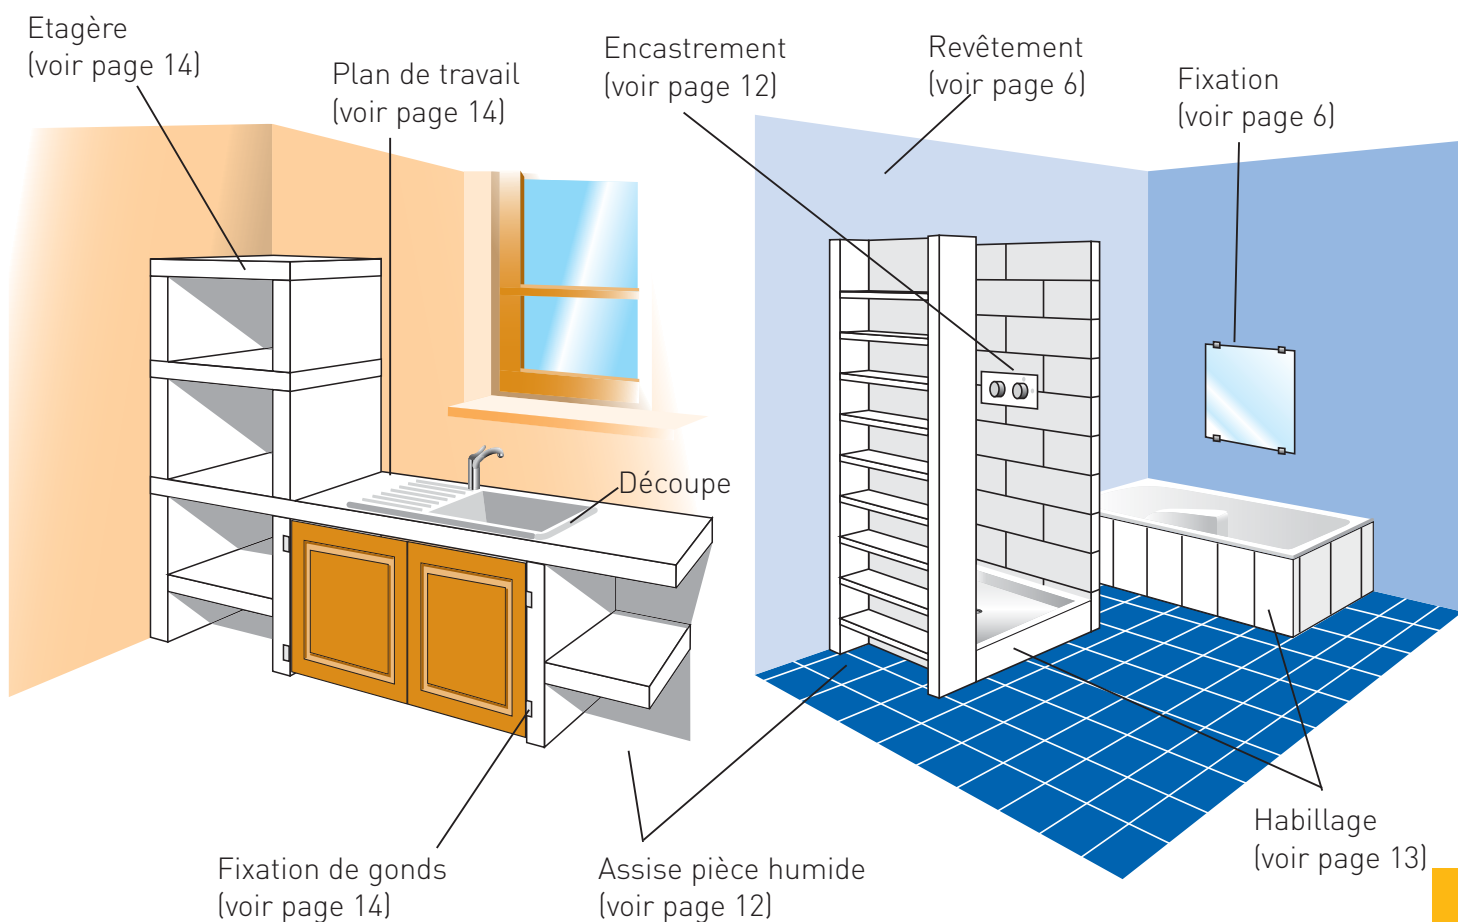 Etagère
(voir page 14)
Plan de travail
(voir page 14)
Encastrement
(voir page 12)
Revêtement
(voir page 6)
Fixation
(voir page 6)
Découpe
Fixation de gonds
(voir page 14)
Assise pièce humide
(voir page 12)
Habillage
(voir page 13)